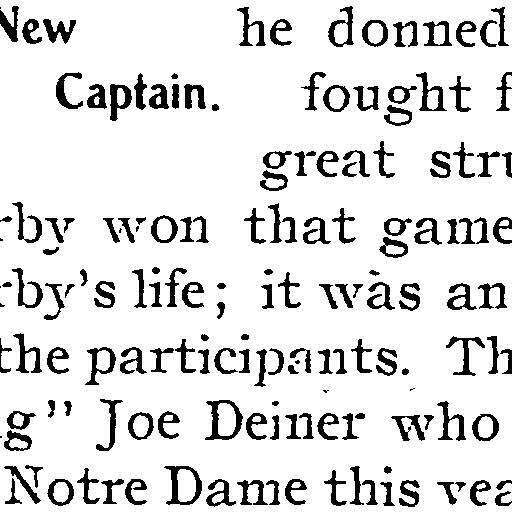 New he donned
Captain. fought f
great stru
rby won that game
rby's life; it was an
the participants. Th
g" Joe Deiner who
Notre Dame this yea